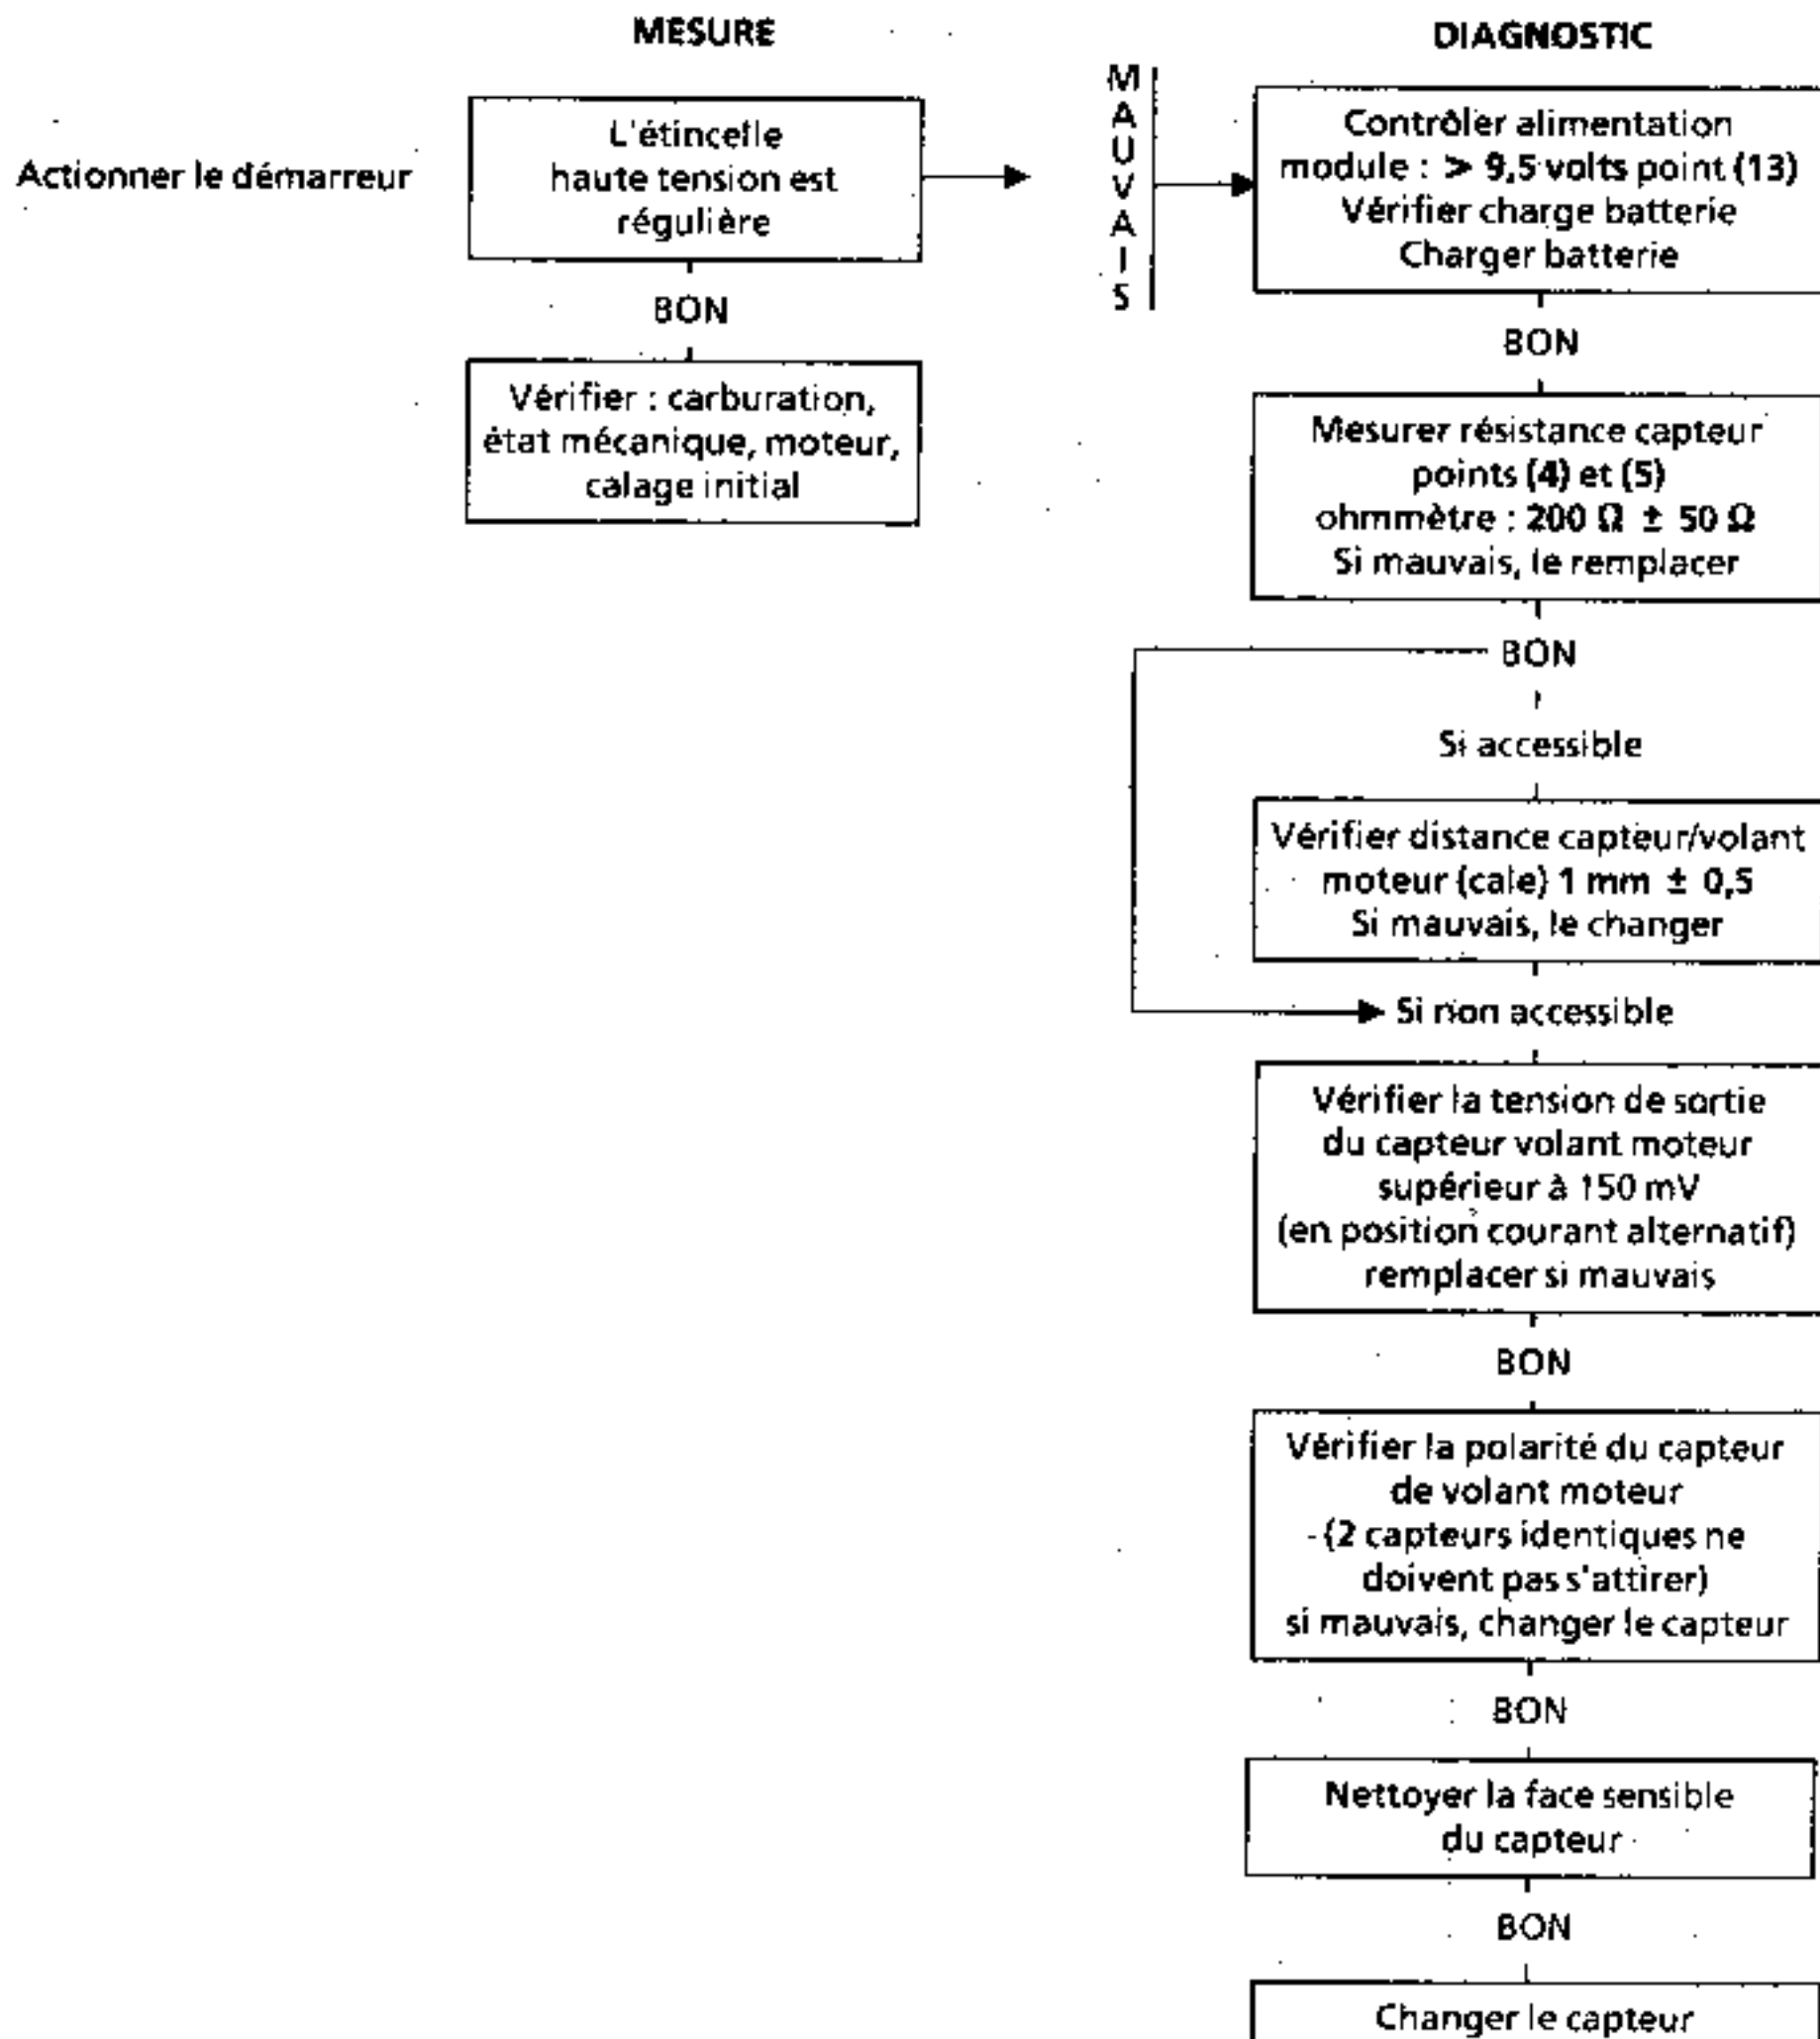 MESURE
Actionner le démarreur
L'étincelle
haute tension est
régulière
BON
Vérifier : carburation,
état mécanique, moteur,
calage initial
MAUVAIS
DIAGNOSTIC
Contrôler alimentation
module : > 9,5 volts point (13)
Vérifier charge batterie
Charger batterie
BON
Mesurer résistance capteur
points (4) et (5)
ohmmètre : 200 Ω ± 50 Ω
Si mauvais, le remplacer
BON
Si accessible
Vérifier distance capteur/volant
moteur (cale) 1 mm ± 0,5
Si mauvais, le changer
Si non accessible
Vérifier la tension de sortie
du capteur volant moteur
supérieur à 150 mV
(en position courant alternatif)
remplacer si mauvais
BON
Vérifier la polarité du capteur
de volant moteur
- (2 capteurs identiques ne
doivent pas s'attirer)
si mauvais, changer le capteur
BON
Nettoyer la face sensible
du capteur
BON
Changer le capteur